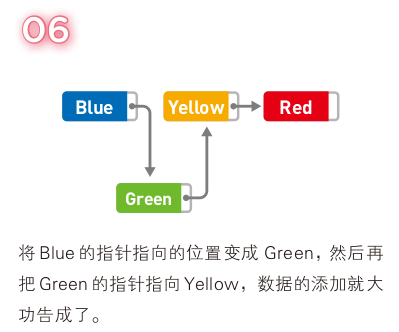 06
Blue
Yellow
Red
Green
将 Blue 的指针指向的位置变成 Green，然后再
把 Green 的指针指向 Yellow，数据的添加就大
功告成了。